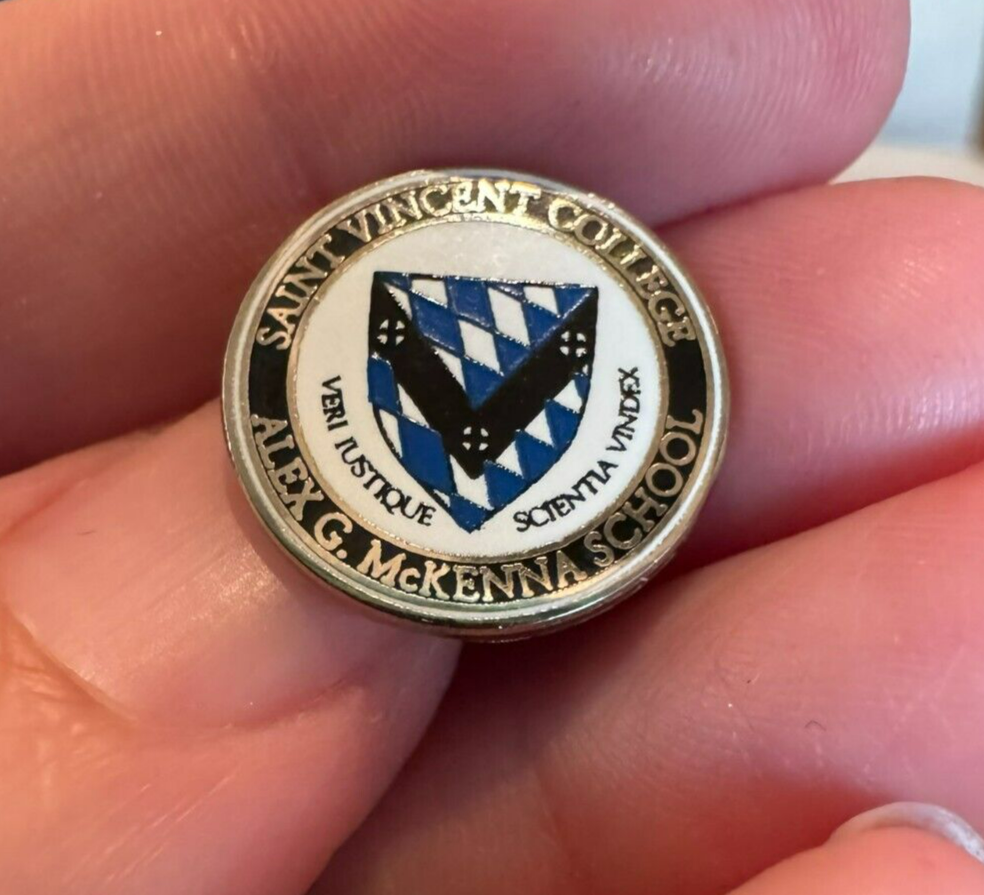 SAINT VINCENT COLLEGE
ALEX G. McKENNA SCHOOL
VERI IUSTIQUE
SCIENTIA VINDEX